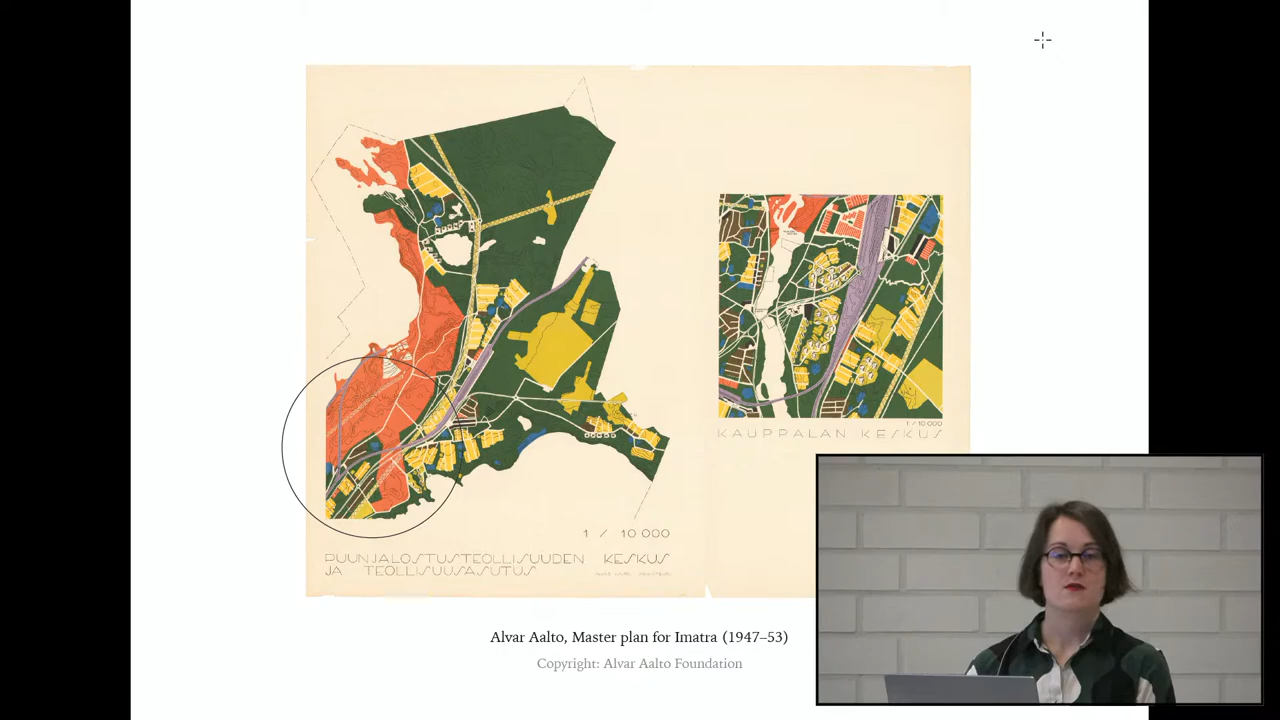 1 / 10 000
KAUPPALAN KESKUS
1 / 10 000
PUUNJALOSTUSTEOLLISUUDEN KESKUS
JA TEOLLISUUSASUTUS
Alvar Aalto, Master plan for Imatra (1947–53)
Copyright: Alvar Aalto Foundation